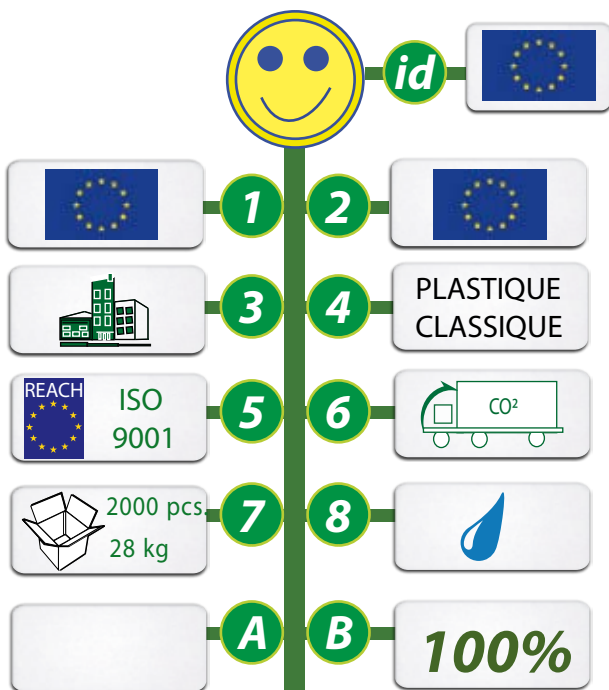 id
1
2
3
4
PLASTIQUE
CLASSIQUE
REACH
ISO
9001
5
6
CO²
2000 pcs.
28 kg
7
8
A
B
100%